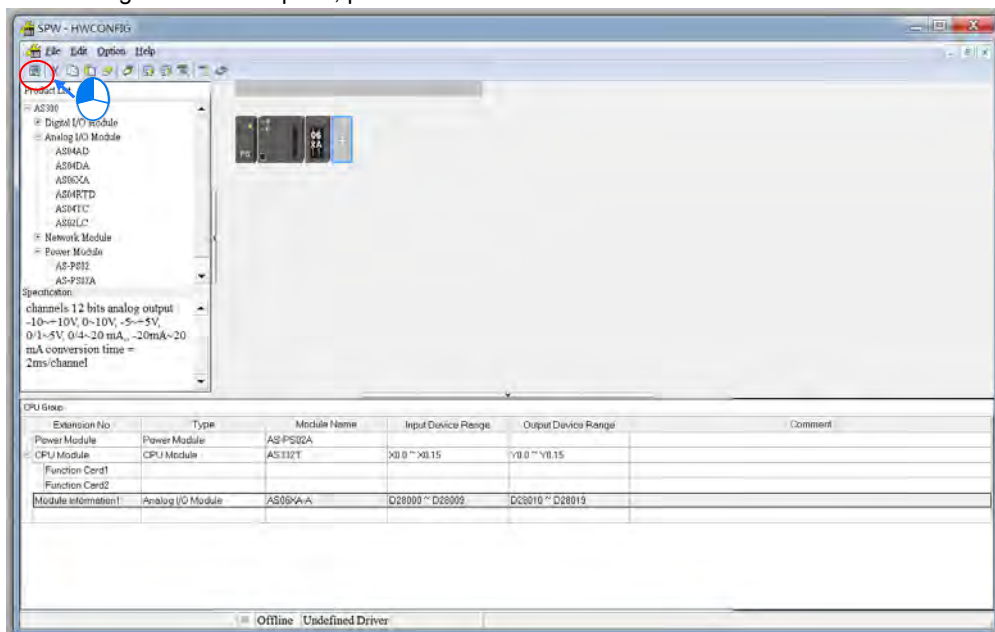 SPW - HWCONFIG
File Edit Option Help
Product List
AS300
Digital I/O Module
Analog I/O Module
AS04AD
AS04DA
AS06XA
AS04RTD
AS04TC
AS02LC
Network Module
Power Module
AS-PS02
AS-PS02A
Specification
channels 12 bits analog output
-10~+10V, 0~10V, -5~+5V,
0/1~5V, 0/4~20 mA,, -20mA~20
mA conversion time =
2ms/channel
PS
06
XA
CPU Group
Extension No Type Module Name Input Device Range Output Device Range Comment
Power Module Power Module AS-PS02A
CPU Module CPU Module AS332T X0.0 ~ X0.15 Y0.0 ~ Y0.15
Function Card1
Function Card2
Module Information1 Analog I/O Module AS06XA-A D28000 ~ D28009 D28010 ~ D28019
Offline Undefined Driver